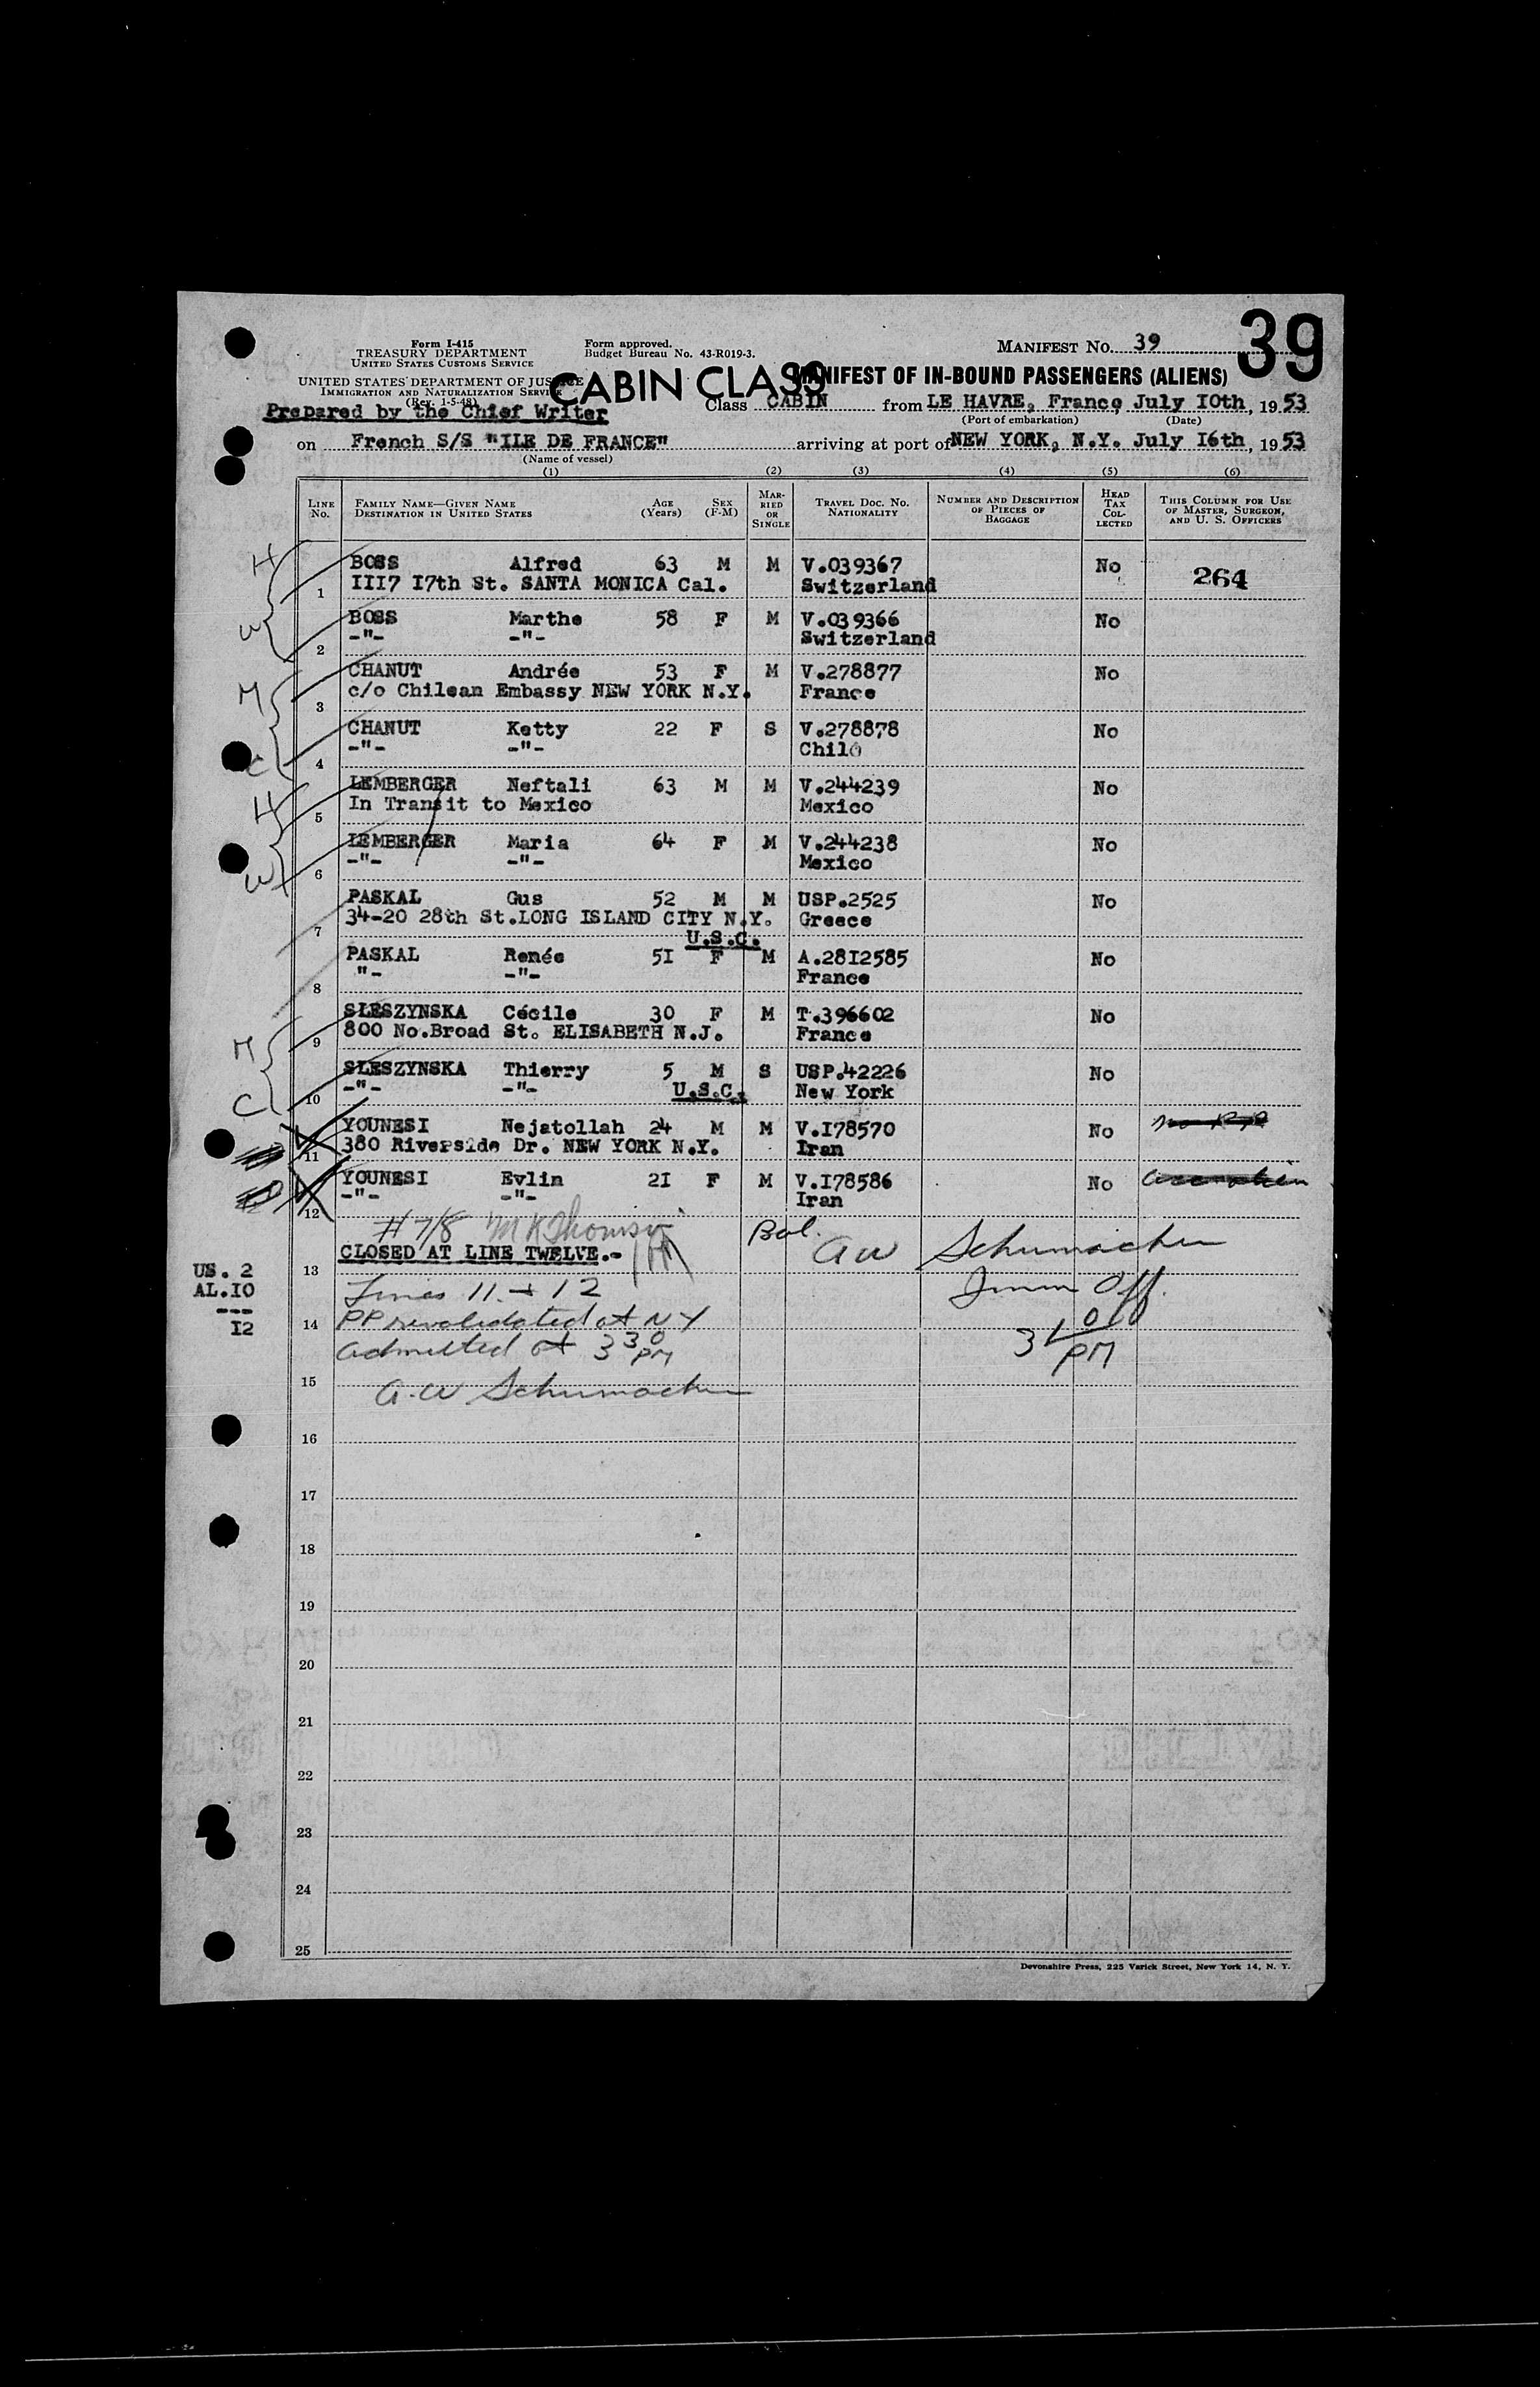 39
Form I-415
TREASURY DEPARTMENT
UNITED STATES CUSTOMS SERVICE
Form approved.
Budget Bureau No. 43-R019-3.
MANIFEST NO. 39
UNITED STATES DEPARTMENT OF JUSTICE
IMMIGRATION AND NATURALIZATION SERVICE
(Rev. 1-5-48)
CABIN CLASS
MANIFEST OF IN-BOUND PASSENGERS (ALIENS)
Prepared by the Chief Writer
Class CABIN from LE HAVRE, France, July 10th, 1953
(Port of embarkation) (Date)
on French S/S "ILE DE FRANCE" arriving at port of NEW YORK, N.Y. July 16th, 1953
(Name of vessel)
(1) (2) (3) (4) (5) (6)
LINE No. FAMILY NAME—GIVEN NAME DESTINATION IN UNITED STATES AGE (Years) SEX (F-M) MARRIED OR SINGLE TRAVEL DOC. NO. NATIONALITY NUMBER AND DESCRIPTION OF PIECES OF BAGGAGE HEAD TAX COLLECTED THIS COLUMN FOR USE OF MASTER, SURGEON, AND U. S. OFFICERS
H BOSS Alfred 63 M M V.039367 No 264
1 III7 I7th St. SANTA MONICA Cal. Switzerland
W BOSS Marthe 58 F M V.039366 No
2 -"- -"- Switzerland
M CHANUT Andrée 53 F M V.278877 No
3 c/o Chilean Embassy NEW YORK N.Y. France
C CHANUT Ketty 22 F S V.278878 No
4 -"- -"- Chile
H LEMBERGER Neftali 63 M M V.244239 No
5 In Transit to Mexico Mexico
W LEMBERGER Maria 64 F M V.244238 No
6 -"- -"- Mexico
PASKAL Gus 52 M M USP.2525 No
7 34-20 28th St.LONG ISLAND CITY N.Y. Greece
U.S.C.
PASKAL Renée 5I F M A.28I2585 No
8 "- -"- France
M SLESZYNSKA Cécile 30 F M T.396602 No
9 800 No.Broad St. ELISABETH N.J. France
C SLESZYNSKA Thierry 5 M S USP.42226 No
10 -"- -"- U.S.C. New York
YOUNESI Nejatollah 24 M M V.I78570 No
11 380 Riverside Dr. NEW YORK N.Y. Iran
YOUNESI Evlin 2I F M V.I78586 No
12 -"- -"- Iran
# 7/8 M K Thomson Bal. A W Schumacher
CLOSED AT LINE TWELVE.-
13
US. 2
AL.IO
---
I2
Lines 11 + 12 Imm Off.
14 PP revalidated at NY
admitted at 3 30 PM 3 PM
15 A. W Schumacher
16
17
18
19
20
21
22
23
24
25
Devonshire Press, 225 Varick Street, New York 14, N. Y.